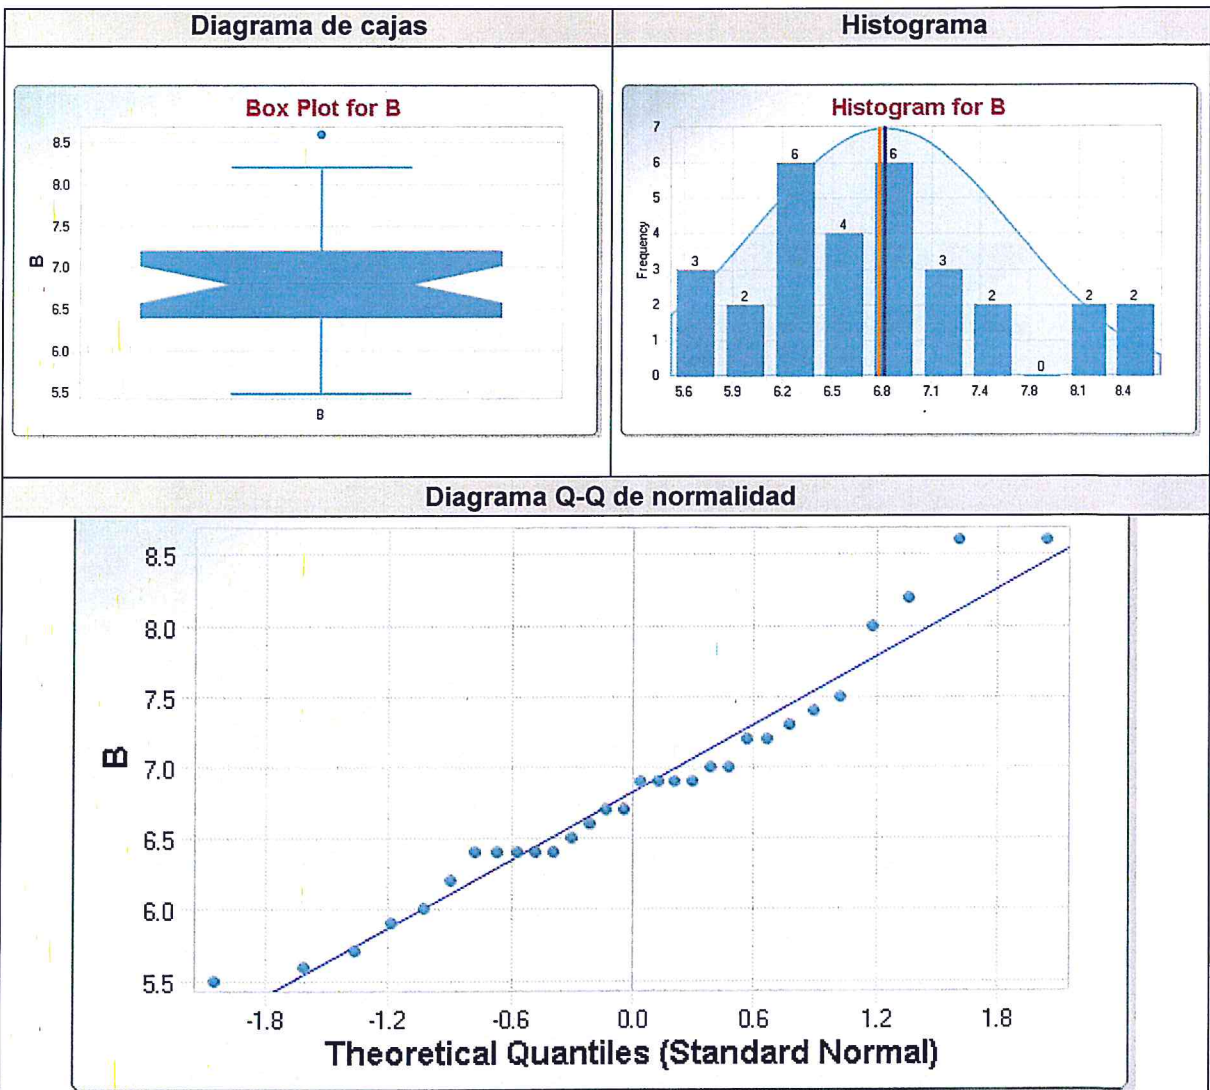 Diagrama de cajas
Histograma
Box Plot for B
8.5
8.0
7.5
7.0
6.5
6.0
5.5
B
B
Histogram for B
7
6
5
4
3
2
1
0
Frequency
3
2
6
4
6
3
2
0
2
2
5.6 5.9 6.2 6.5 6.8 7.1 7.4 7.8 8.1 8.4
Diagrama Q-Q de normalidad
8.5
8.0
7.5
7.0
6.5
6.0
5.5
B
-1.8 -1.2 -0.6 0.0 0.6 1.2 1.8
Theoretical Quantiles (Standard Normal)